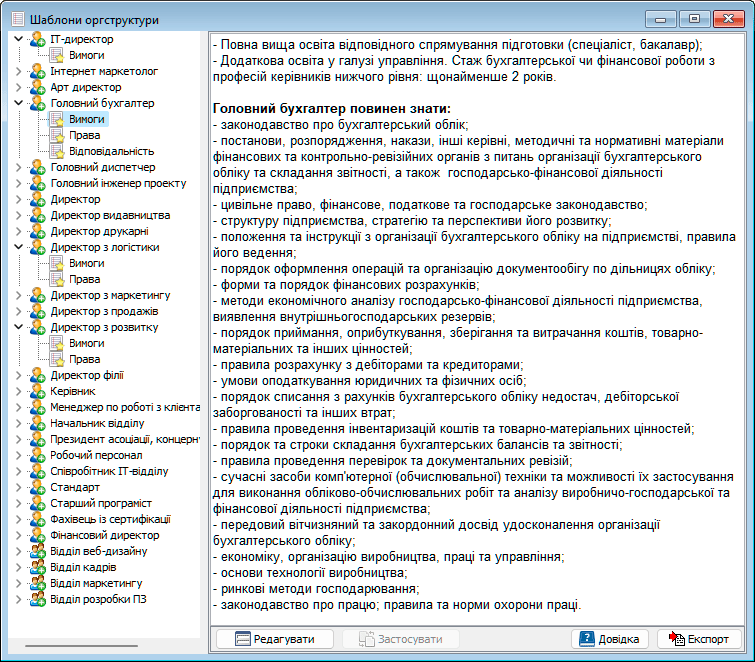 Шаблони оргструктури
ІТ-директор
Вимоги
Інтернет маркетолог
Арт директор
Головний бухгалтер
Вимоги
Права
Відповідальність
Головний диспетчер
Головний інженер проекту
Директор
Директор видавництва
Директор друкарні
Директор з логістики
Вимоги
Права
Директор з маркетингу
Директор з продажів
Директор з розвитку
Вимоги
Права
Директор філії
Керівник
Менеджер по роботі з клієнта
Начальник відділу
Президент асоціації, концерну
Робочий персонал
Співробітник ІТ-відділу
Стандарт
Старший програміст
Фахівець із сертифікації
Фінансовий директор
Відділ веб-дизайну
Відділ кадрів
Відділ маркетингу
Відділ розробки ПЗ
- Повна вища освіта відповідного спрямування підготовки (спеціаліст, бакалавр);
- Додаткова освіта у галузі управління. Стаж бухгалтерської чи фінансової роботи з
професій керівників нижчого рівня: щонайменше 2 років.
Головний бухгалтер повинен знати:
- законодавство про бухгалтерський облік;
- постанови, розпорядження, накази, інші керівні, методичні та нормативні матеріали
фінансових та контрольно-ревізійних органів з питань організації бухгалтерського
обліку та складання звітності, а також господарсько-фінансової діяльності
підприємства;
- цивільне право, фінансове, податкове та господарське законодавство;
- структуру підприємства, стратегію та перспективи його розвитку;
- положення та інструкції з організації бухгалтерського обліку на підприємстві, правила
його ведення;
- порядок оформлення операцій та організацію документообігу по дільницях обліку;
- форми та порядок фінансових розрахунків;
- методи економічного аналізу господарсько-фінансової діяльності підприємства,
виявлення внутрішньогосподарських резервів;
- порядок приймання, оприбуткування, зберігання та витрачання коштів, товарно-
матеріальних та інших цінностей;
- правила розрахунку з дебіторами та кредиторами;
- умови оподаткування юридичних та фізичних осіб;
- порядок списання з рахунків бухгалтерського обліку недостач, дебіторської
заборгованості та інших втрат;
- правила проведення інвентаризацій коштів та товарно-матеріальних цінностей;
- порядок та строки складання бухгалтерських балансів та звітності;
- правила проведення перевірок та документальних ревізій;
- сучасні засоби комп'ютерної (обчислювальної) техніки та можливості їх застосування
для виконання обліково-обчислювальних робіт та аналізу виробничо-господарської та
фінансової діяльності підприємства;
- передовий вітчизняний та закордонний досвід удосконалення організації
бухгалтерського обліку;
- економіку, організацію виробництва, праці та управління;
- основи технології виробництва;
- ринкові методи господарювання;
- законодавство про працю; правила та норми охорони праці.
Редагувати
Застосувати
Довідка
Експорт